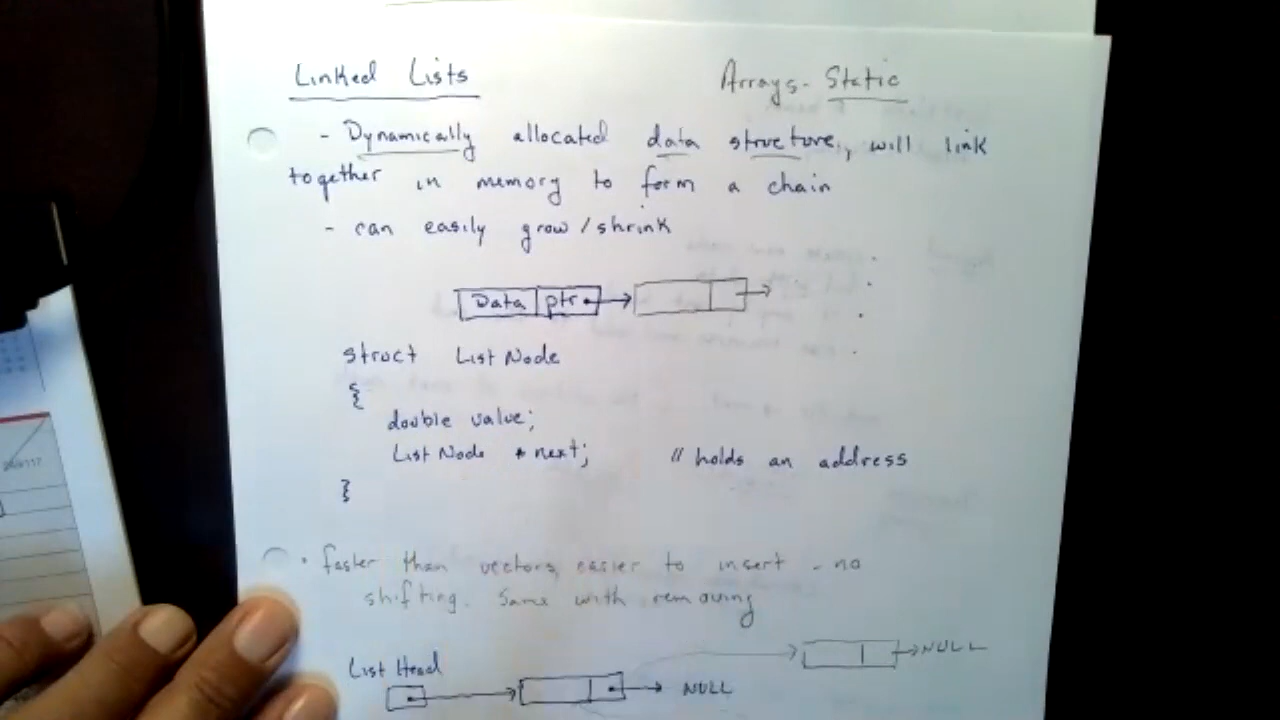 Linked Lists
Arrays - Static
- Dynamically allocated data structure, will link
together in memory to form a chain
- can easily grow/shrink
Data ptr
struct ListNode
{
double value;
ListNode *next; // holds an address
}
• faster than vectors, easier to insert - no
shifting. Same with removing
List Head
NULL
NULL